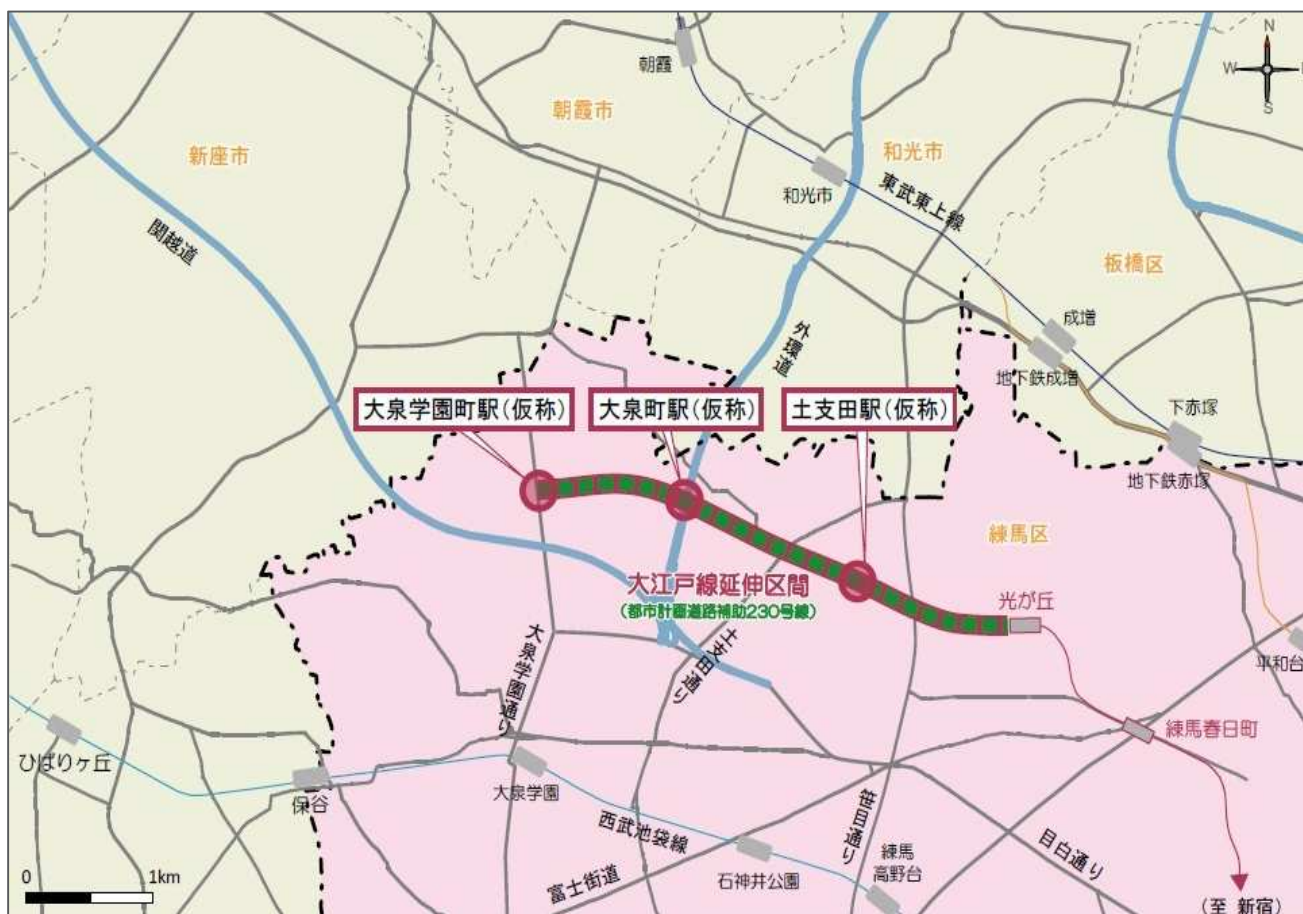 N
W
S
朝霞
朝霞市
新座市
和光市
和光市
東武東上線
関越道
板橋区
外環道
成増
地下鉄成増
大泉学園町駅(仮称)
大泉町駅(仮称)
土支田駅(仮称)
下赤塚
地下鉄赤塚
練馬区
大江戸線延伸区間
(都市計画道路補助230号線)
光が丘
大泉学園通り
土支田通り
平和台
練馬春日町
ひばりヶ丘
保谷
大泉学園
西武池袋線
笹目通り
目白通り
石神井公園
練馬
高野台
富士街道
0 1km
(至 新宿)